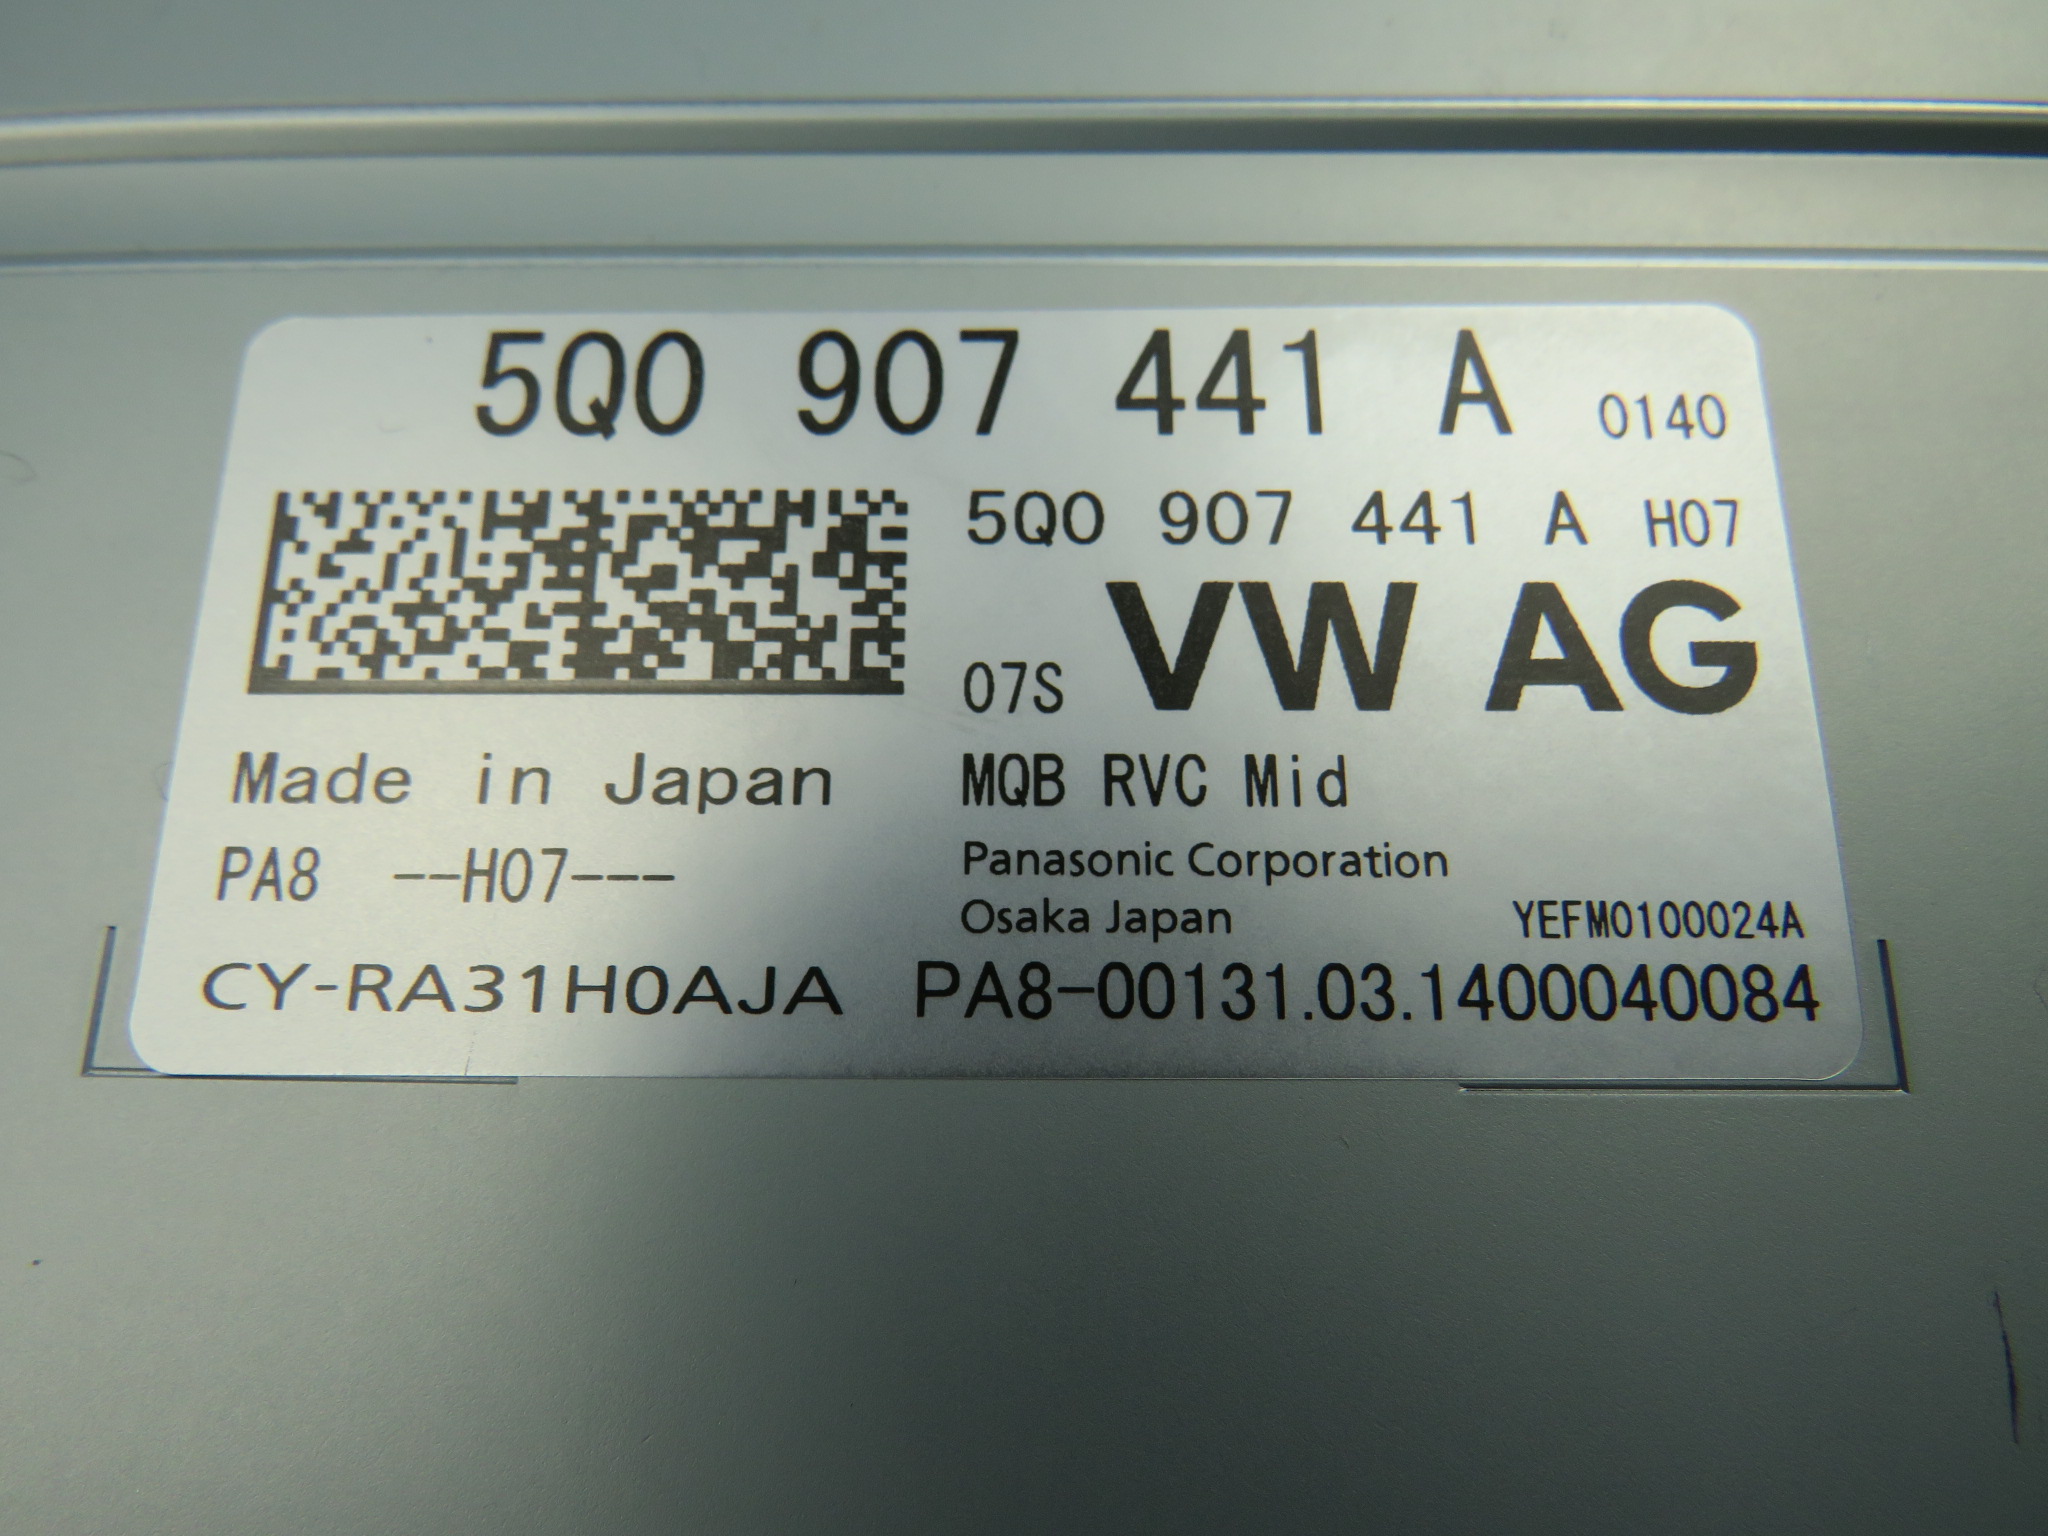 5Q0 907 441 A 0140
5Q0 907 441 A H07
07S VW AG
Made in Japan
MQB RVC Mid
PA8 --H07---
Panasonic Corporation
Osaka Japan
YEFM0100024A
CY-RA31H0AJA PA8-00131.03.1400040084